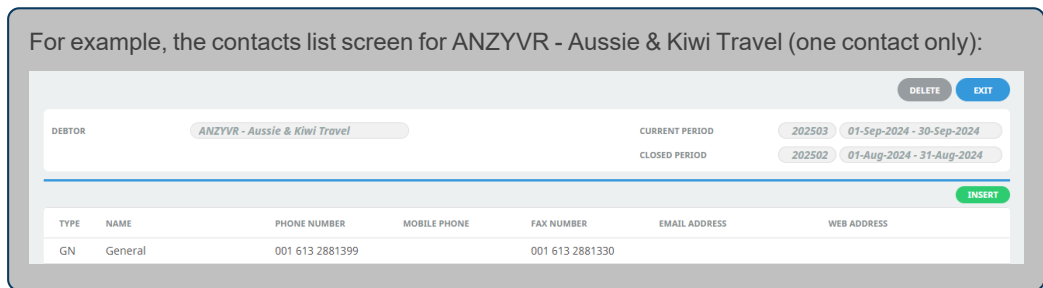 For example, the contacts list screen for ANZYVR - Aussie & Kiwi Travel (one contact only):
DELETE EXIT
DEBTOR ANZYVR - Aussie & Kiwi Travel CURRENT PERIOD 202503 01-Sep-2024 - 30-Sep-2024
CLOSED PERIOD 202502 01-Aug-2024 - 31-Aug-2024
INSERT
TYPE NAME PHONE NUMBER MOBILE PHONE FAX NUMBER EMAIL ADDRESS WEB ADDRESS
GN General 001 613 2881399 001 613 2881330